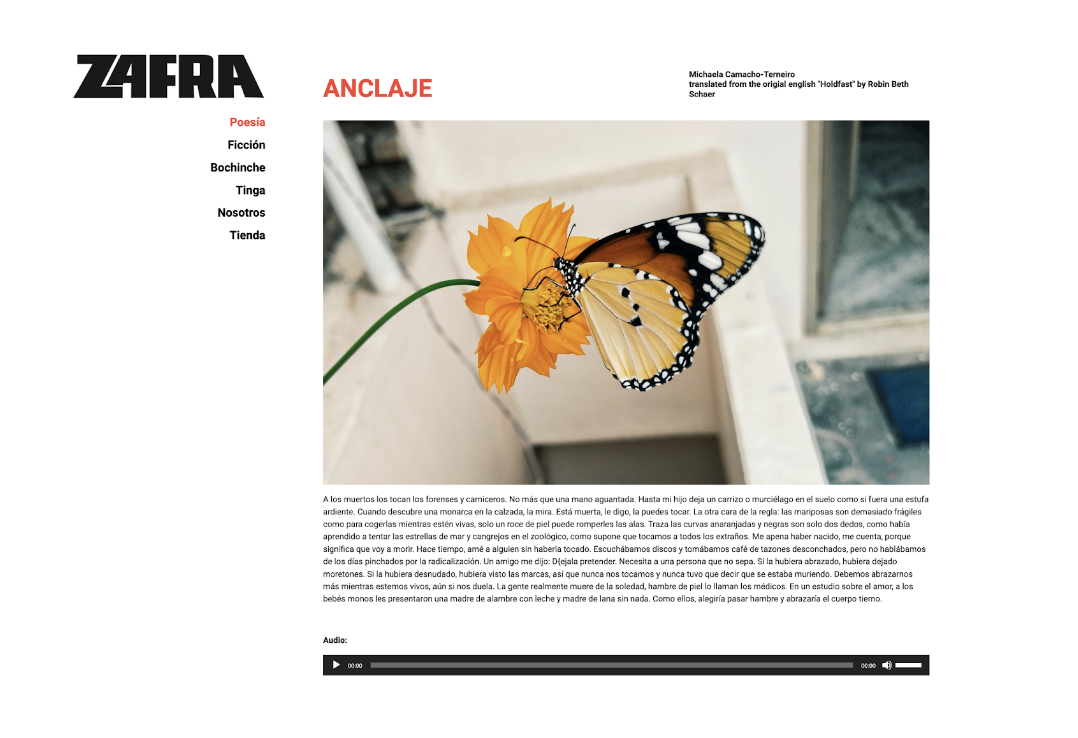 ZAFRA
Poesía
Ficción
Bochinche
Tinga
Nosotros
Tienda
ANCLAJE
Michaela Camacho-Terneiro
translated from the origial english "Holdfast" by Robin Beth
Schaer
A los muertos los tocan los forenses y carniceros. No más que una mano aguantada. Hasta mi hijo deja un carrizo o murciélago en el suelo como si fuera una estufa
ardiente. Cuando descubre una monarca en la calzada, la mira. Está muerta, le digo, la puedes tocar. La otra cara de la regla: las mariposas son demasiado frágiles
como para cogerlas mientras estén vivas, solo un roce de piel puede romperles las alas. Traza las curvas anaranjadas y negras son solo dos dedos, como había
aprendido a tentar las estrellas de mar y cangrejos en el zoológico, como supone que tocamos a todos los extraños. Me apena haber nacido, me cuenta, porque
significa que voy a morir. Hace tiempo, amé a alguien sin haberla tocado. Escuchábamos discos y tomábamos café de tazones desconchados, pero no hablábamos
de los días pinchados por la radicalización. Un amigo me dijo: D{ejala pretender. Necesita a una persona que no sepa. Si la hubiera abrazado, hubiera dejado
moretones. Si la hubiera desnudado, hubiera visto las marcas, así que nunca nos tocamos y nunca tuvo que decir que se estaba muriendo. Debemos abrazarnos
más mientras estemos vivos, aún si nos duela. La gente realmente muere de la soledad, hambre de piel lo llaman los médicos. En un estudio sobre el amor, a los
bebés monos les presentaron una madre de alambre con leche y madre de lana sin nada. Como ellos, alegiría pasar hambre y abrazaría el cuerpo tierno.
Audio:
00:00 00:00